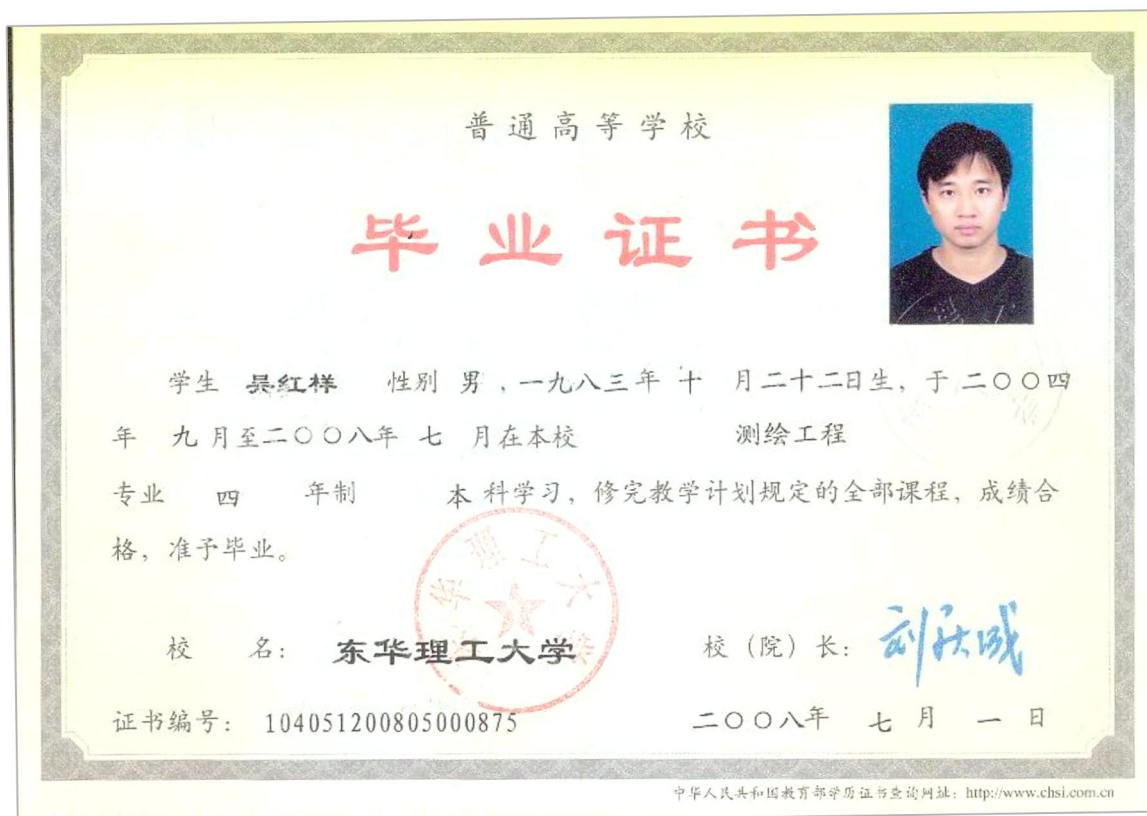 普通高等学校
毕业证书
学生 吴红样 性别 男，一九八三年 十 月二十二日生，于 二〇〇四
年 九 月至二〇〇八年 七 月在本校 测绘工程
专业 四 年制 本 科学习，修完教学计划规定的全部课程，成绩合
格，准予毕业。
东华理工大学
校 名： 东华理工大学 校（院）长：
证书编号： 104051200805000875 二〇〇八年 七 月 一 日
中华人民共和国教育部学历证书查询网址：http://www.chsi.com.cn